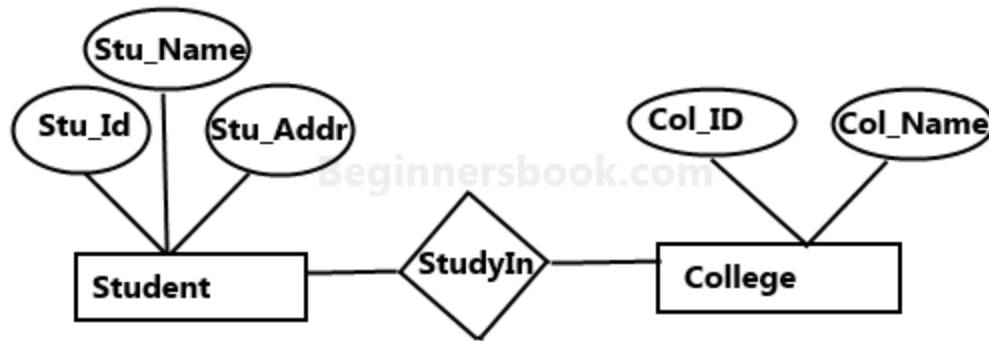 Stu_Name
Stu_Id
Stu_Addr
Col_ID
Col_Name
Beginnersbook.com
StudyIn
Student
College